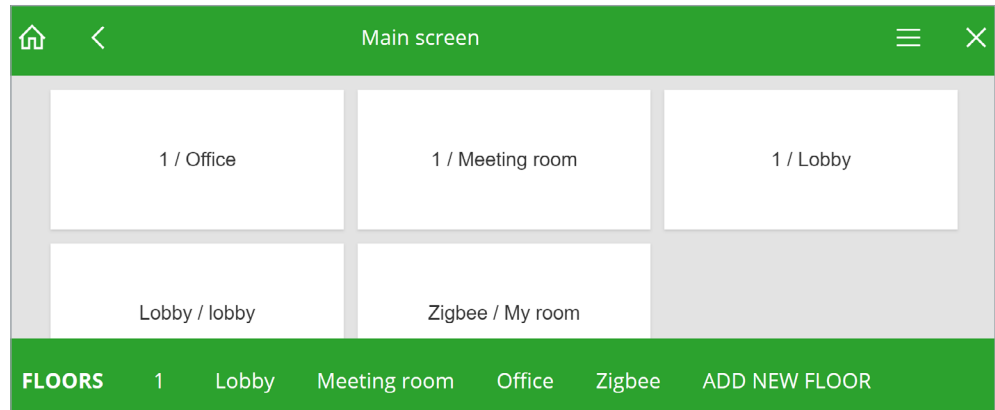 Main screen
1 / Office
1 / Meeting room
1 / Lobby
Lobby / lobby
Zigbee / My room
FLOORS 1 Lobby Meeting room Office Zigbee ADD NEW FLOOR